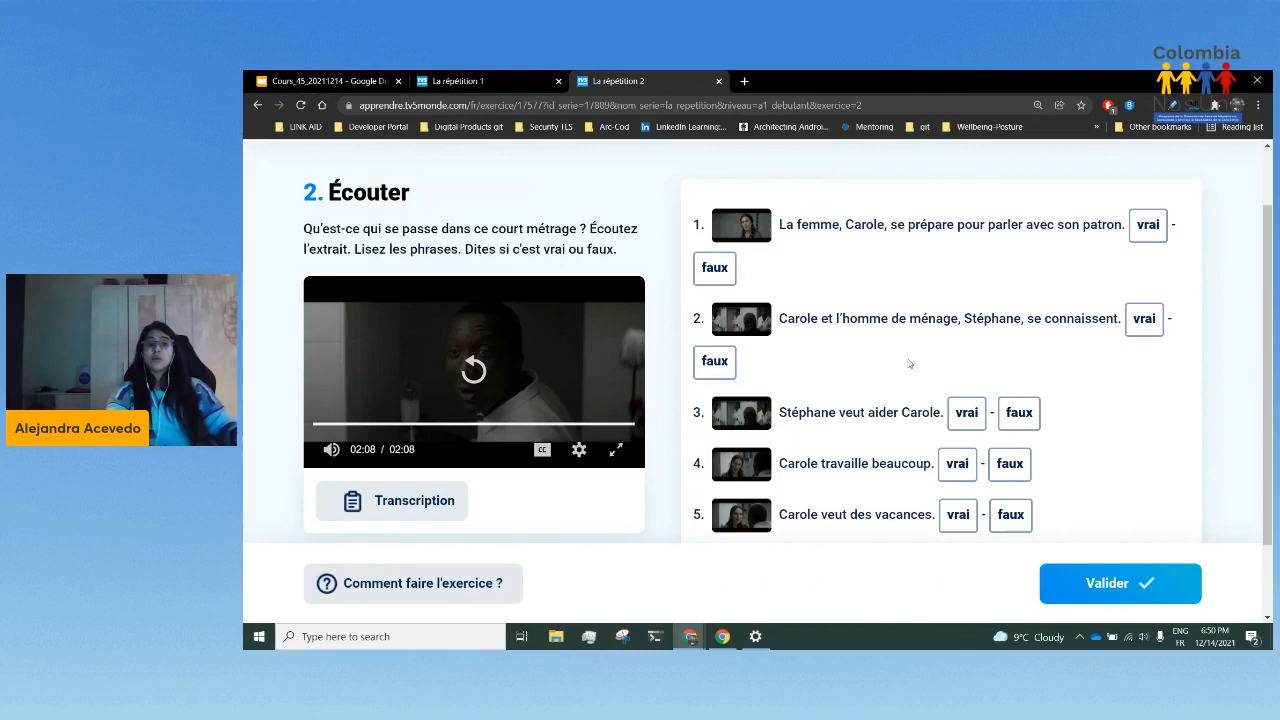 Colombia
Cours_45_20211214 - Google Dr
La répétition 1
La répétition 2
apprendre.tv5monde.com/fr/exercice/17577?id_serie=17889&nom_serie=la_repetition&niveau=a1_debutant&exercice=2
LINK AID
Developer Portal
Digital Products git
Security TLS
Arc-Cod
LinkedIn Learning:...
Architecting Androi...
Mentoring
git
Wellbeing-Posture
»
Other bookmarks
Reading list
2. Écouter
Qu'est-ce qui se passe dans ce court métrage ? Écoutez
l'extrait. Lisez les phrases. Dites si c'est vrai ou faux.
02:08 / 02:08
CC
Transcription
1. La femme, Carole, se prépare pour parler avec son patron. vrai -
faux
2. Carole et l'homme de ménage, Stéphane, se connaissent. vrai -
faux
3. Stéphane veut aider Carole. vrai - faux
4. Carole travaille beaucoup. vrai - faux
5. Carole veut des vacances. vrai - faux
Comment faire l'exercice ?
Valider
Alejandra Acevedo
Type here to search
9°C Cloudy
ENG
FR
6:50 PM
12/14/2021
2